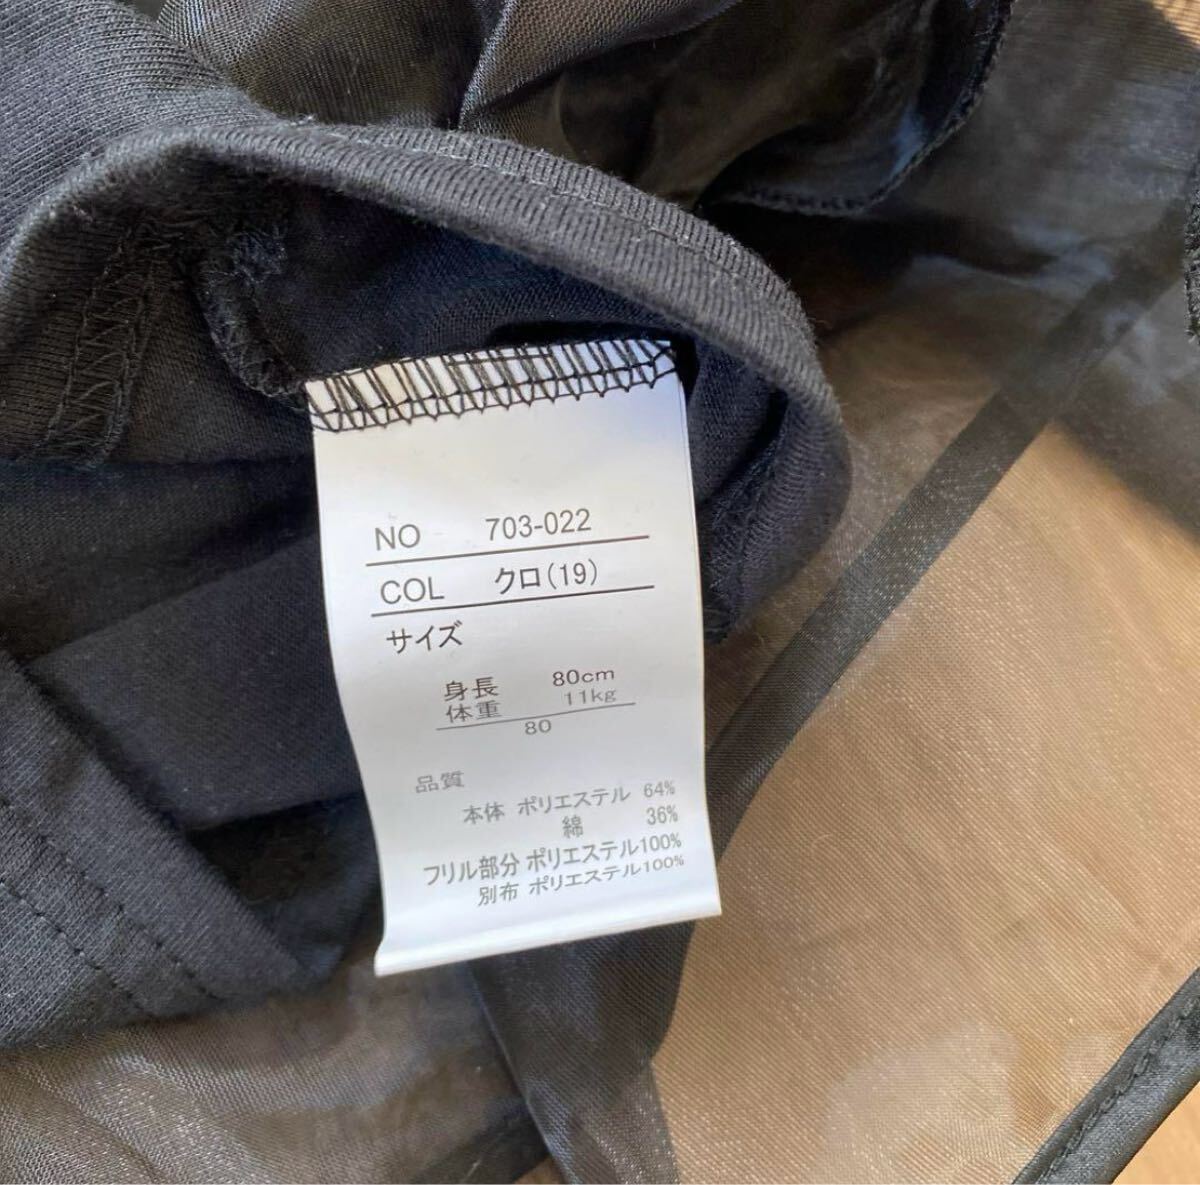 NO 703-022
COL クロ(19)
サイズ
身長 80cm
体重 11kg
80
品質
本体 ポリエステル 64%
綿 36%
フリル部分 ポリエステル100%
別布 ポリエステル100%